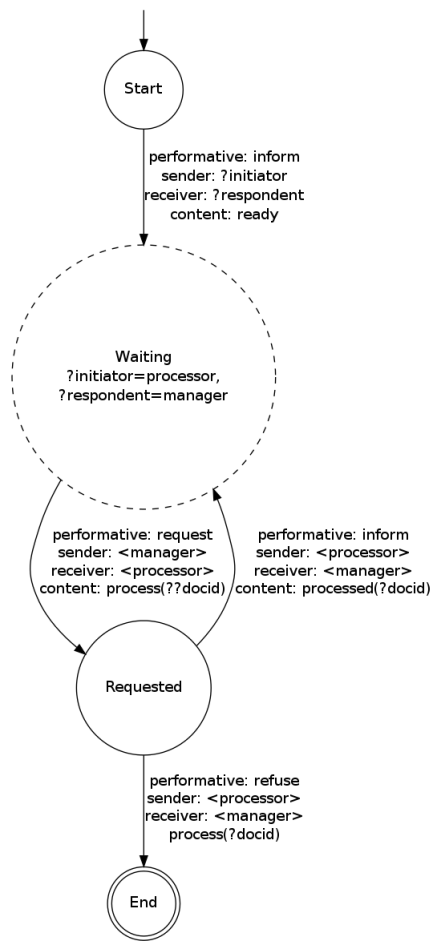 Start
performative: inform
sender: ?initiator
receiver: ?respondent
content: ready
Waiting
?initiator=processor,
?respondent=manager
performative: request
sender: <manager>
receiver: <processor>
content: process(??docid)
performative: inform
sender: <processor>
receiver: <manager>
content: processed(?docid)
Requested
performative: refuse
sender: <processor>
receiver: <manager>
process(?docid)
End